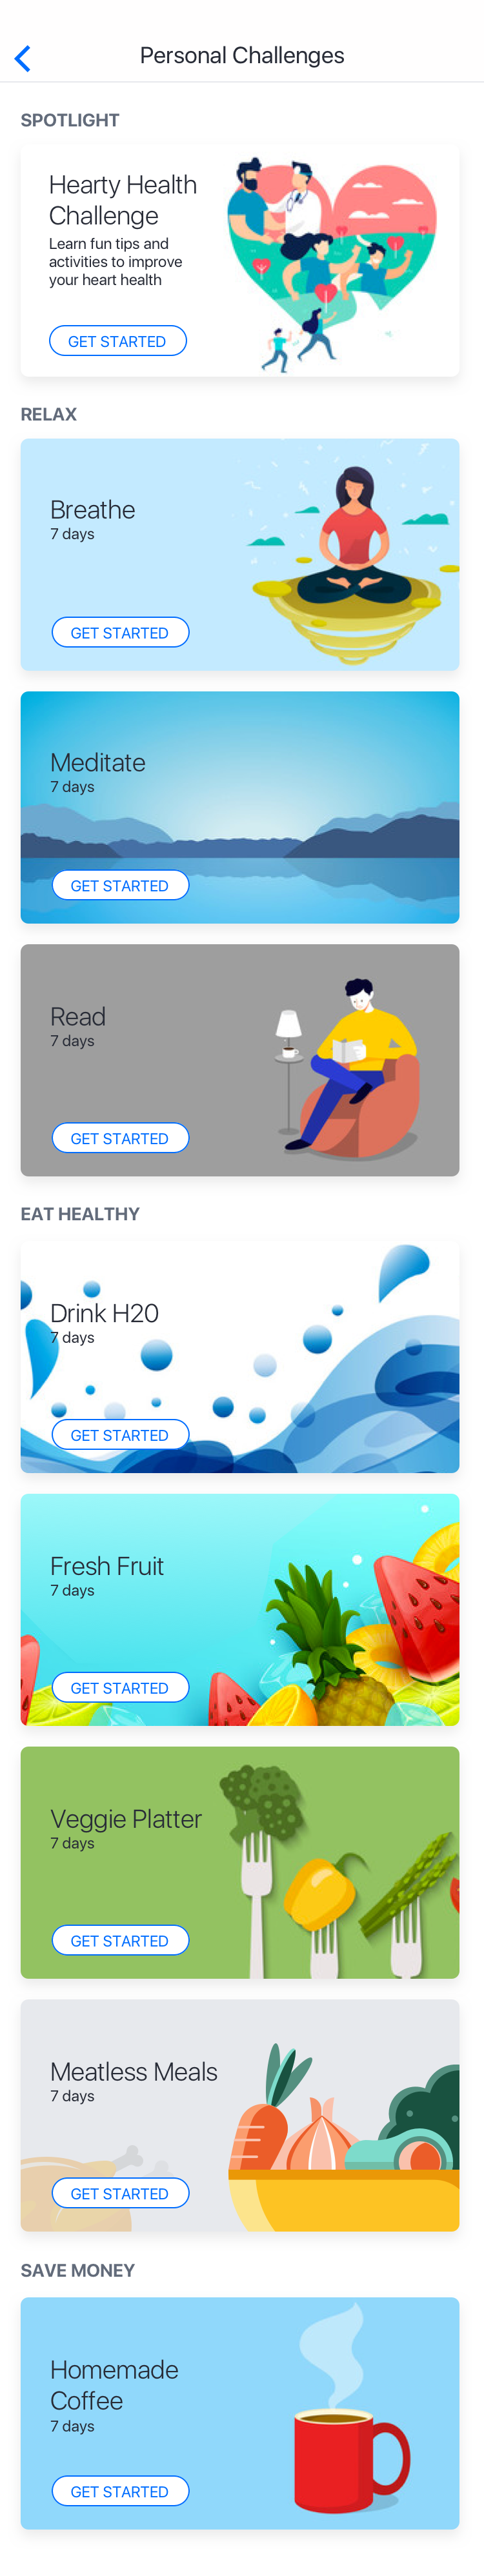 Personal Challenges
SPOTLIGHT
Hearty Health
Challenge
Learn fun tips and
activities to improve
your heart health
GET STARTED
RELAX
Breathe
7 days
GET STARTED
Meditate
7 days
GET STARTED
Read
7 days
GET STARTED
EAT HEALTHY
Drink H20
7 days
GET STARTED
Fresh Fruit
7 days
GET STARTED
Veggie Platter
7 days
GET STARTED
Meatless Meals
7 days
GET STARTED
SAVE MONEY
Homemade
Coffee
7 days
GET STARTED